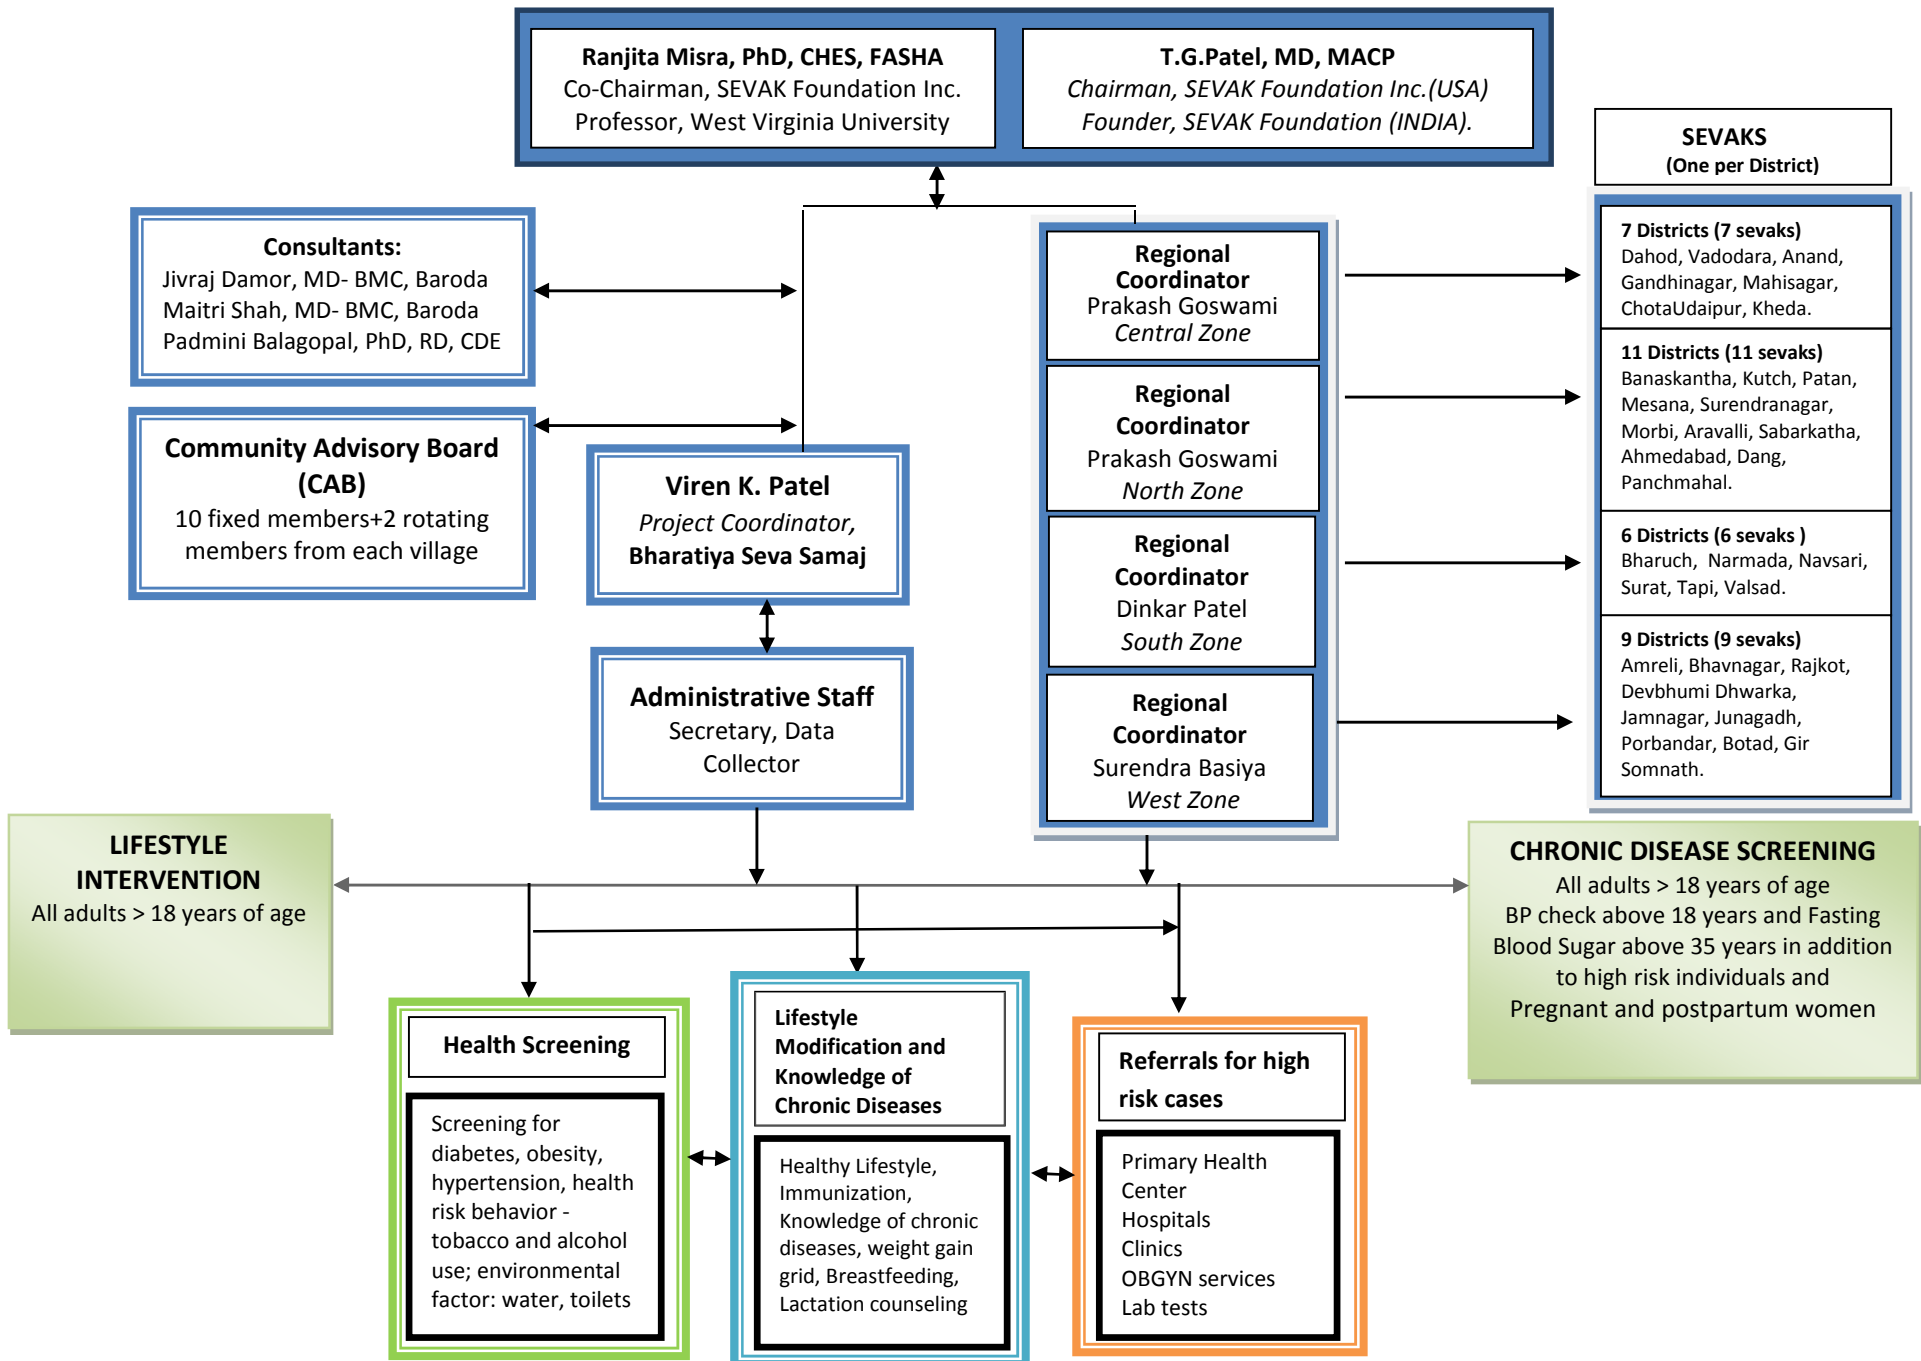 Ranjita Misra, PhD, CHES, FASHA
Co-Chairman, SEVAK Foundation Inc.
Professor, West Virginia University
T.G.Patel, MD, MACP
Chairman, SEVAK Foundation Inc.(USA)
Founder, SEVAK Foundation (INDIA).
SEVAKS
(One per District)
Consultants:
Jivraj Damor, MD- BMC, Baroda
Maitri Shah, MD- BMC, Baroda
Padmini Balagopal, PhD, RD, CDE
Community Advisory Board
(CAB)
10 fixed members+2 rotating
members from each village
Viren K. Patel
Project Coordinator,
Bharatiya Seva Samaj
Administrative Staff
Secretary, Data
Collector
Regional
Coordinator
Prakash Goswami
Central Zone
Regional
Coordinator
Prakash Goswami
North Zone
Regional
Coordinator
Dinkar Patel
South Zone
Regional
Coordinator
Surendra Basiya
West Zone
7 Districts (7 sevaks)
Dahod, Vadodara, Anand,
Gandhinagar, Mahisagar,
ChotaUdaipur, Kheda.
11 Districts (11 sevaks)
Banaskantha, Kutch, Patan,
Mesana, Surendranagar,
Morbi, Aravalli, Sabarkatha,
Ahmedabad, Dang,
Panchmahal.
6 Districts (6 sevaks )
Bharuch, Narmada, Navsari,
Surat, Tapi, Valsad.
9 Districts (9 sevaks)
Amreli, Bhavnagar, Rajkot,
Devbhumi Dhwarka,
Jamnagar, Junagadh,
Porbandar, Botad, Gir
Somnath.
LIFESTYLE
INTERVENTION
All adults > 18 years of age
CHRONIC DISEASE SCREENING
All adults > 18 years of age
BP check above 18 years and Fasting
Blood Sugar above 35 years in addition
to high risk individuals and
Pregnant and postpartum women
Health Screening
Screening for
diabetes, obesity,
hypertension, health
risk behavior -
tobacco and alcohol
use; environmental
factor: water, toilets
Lifestyle
Modification and
Knowledge of
Chronic Diseases
Healthy Lifestyle,
Immunization,
Knowledge of chronic
diseases, weight gain
grid, Breastfeeding,
Lactation counseling
Referrals for high
risk cases
Primary Health
Center
Hospitals
Clinics
OBGYN services
Lab tests